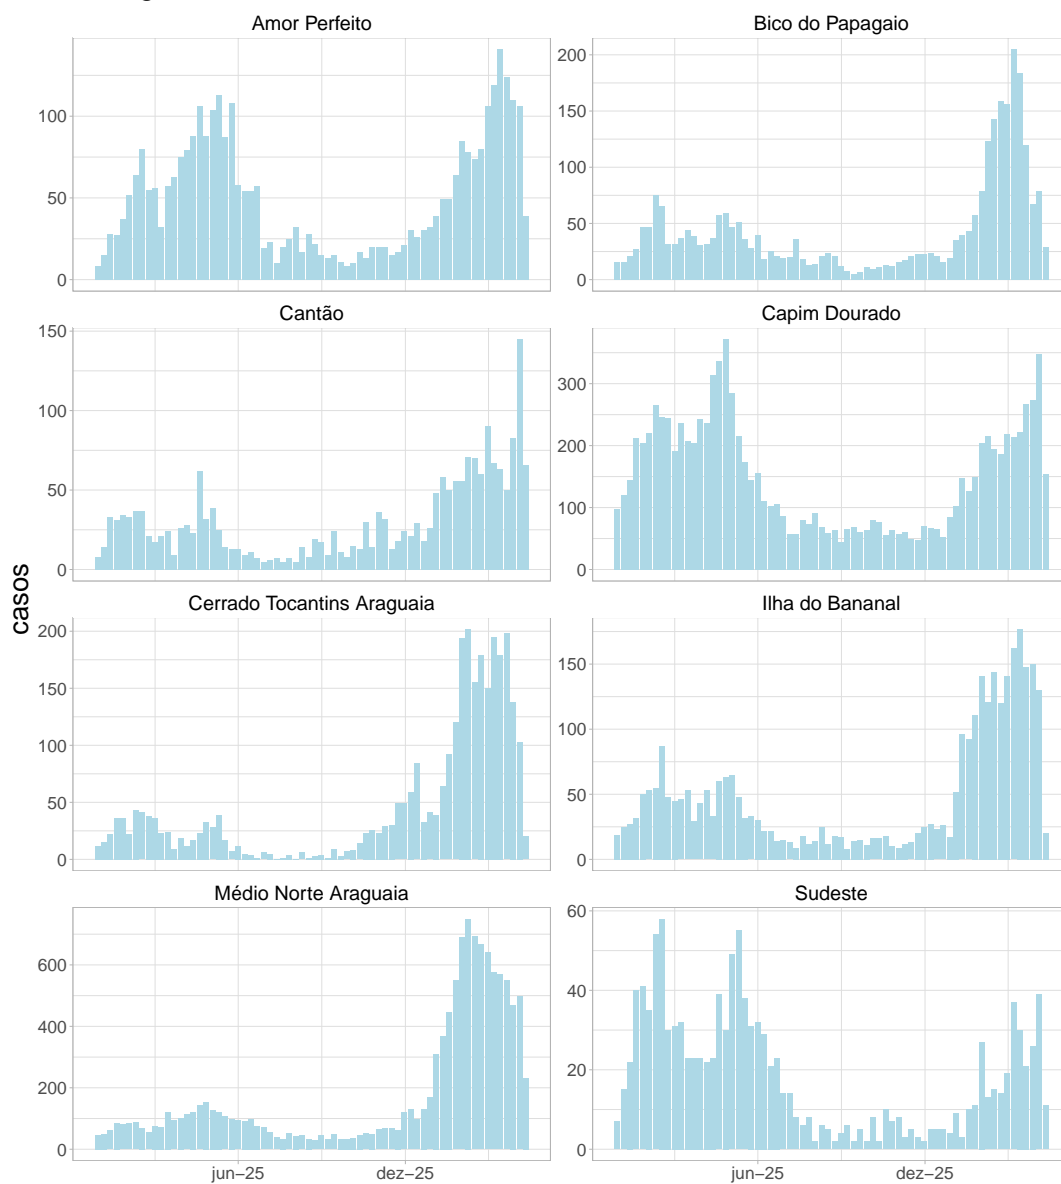 Amor Perfeito
Bico do Papagaio
100
50
0
200
150
100
50
0
Cantão
Capim Dourado
150
100
50
0
300
200
100
0
casos
Cerrado Tocantins Araguaia
Ilha do Bananal
200
150
100
50
0
150
100
50
0
Médio Norte Araguaia
Sudeste
600
400
200
0
60
40
20
0
jun−25
dez−25
jun−25
dez−25